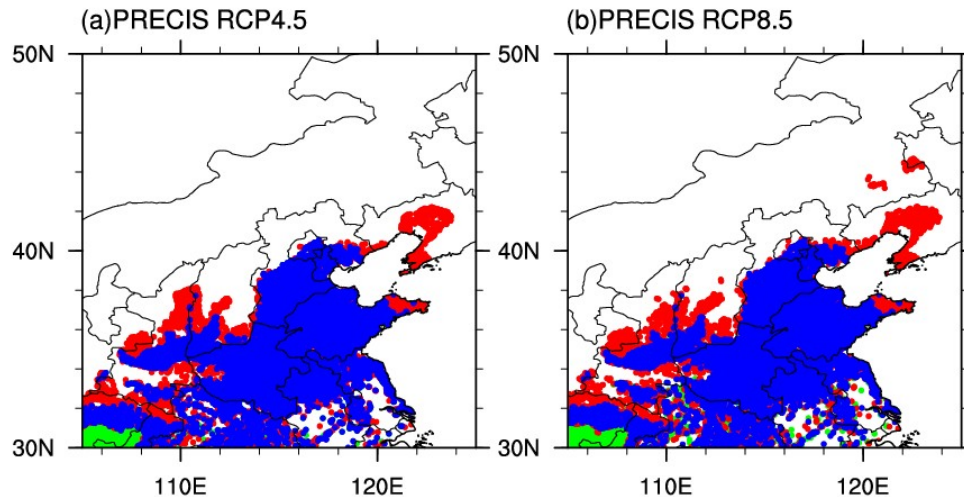 (a)PRECIS RCP4.5
(b)PRECIS RCP8.5
50N
50N
40N
40N
30N
30N
110E
120E
110E
120E